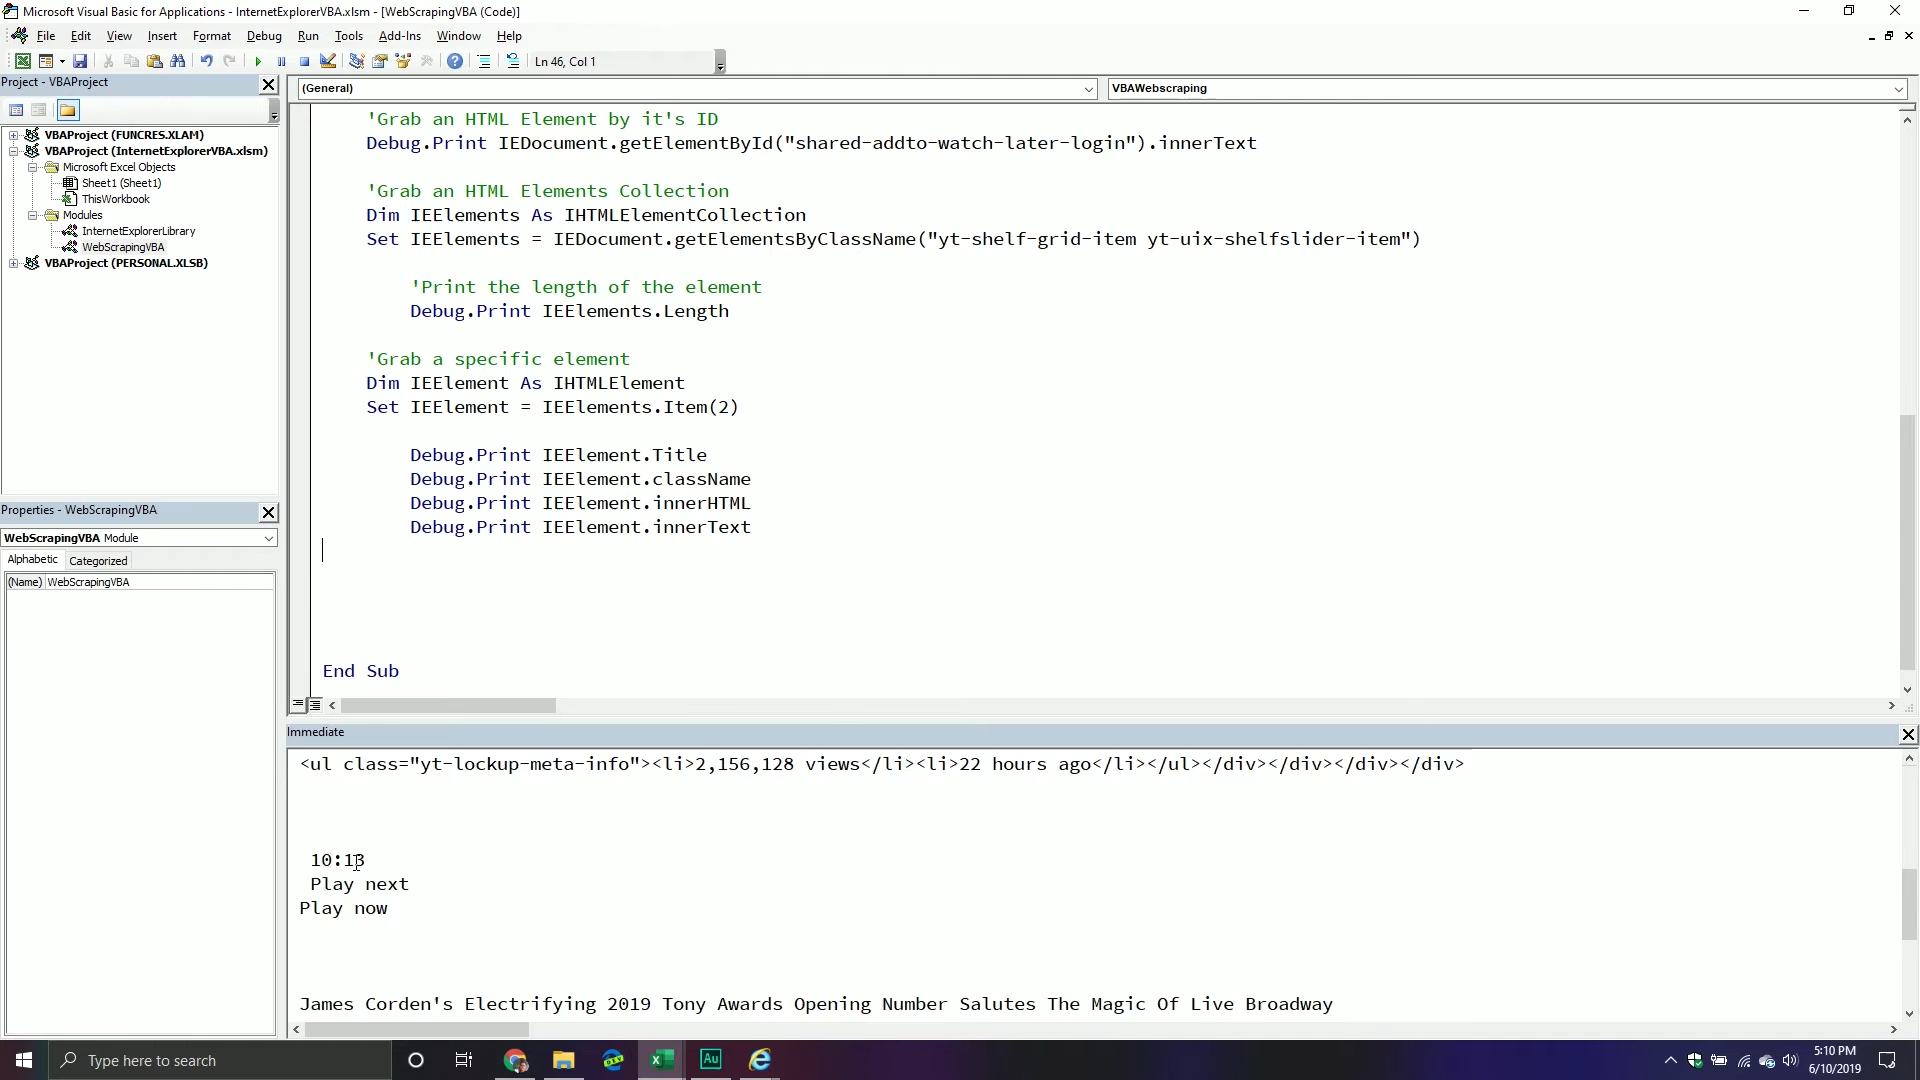 Microsoft Visual Basic for Applications - InternetExplorerVBA.xlsm - [WebScrapingVBA (Code)]
File Edit View Insert Format Debug Run Tools Add-Ins Window Help
Ln 46, Col 1
Project - VBAProject
VBAProject (FUNCRES.XLAM)
VBAProject (InternetExplorerVBA.xlsm)
Microsoft Excel Objects
Sheet1 (Sheet1)
ThisWorkbook
Modules
InternetExplorerLibrary
WebScrapingVBA
VBAProject (PERSONAL.XLSB)
Properties - WebScrapingVBA
WebScrapingVBA Module
Alphabetic Categorized
(Name) WebScrapingVBA
(General) VBAWebscraping
'Grab an HTML Element by it's ID
Debug.Print IEDocument.getElementById("shared-addto-watch-later-login").innerText
'Grab an HTML Elements Collection
Dim IEElements As IHTMLElementCollection
Set IEElements = IEDocument.getElementsByClassName("yt-shelf-grid-item yt-uix-shelfslider-item")
'Print the length of the element
Debug.Print IEElements.Length
'Grab a specific element
Dim IEElement As IHTMLElement
Set IEElement = IEElements.Item(2)
Debug.Print IEElement.Title
Debug.Print IEElement.className
Debug.Print IEElement.innerHTML
Debug.Print IEElement.innerText
End Sub
Immediate
<ul class="yt-lockup-meta-info"><li>2,156,128 views</li><li>22 hours ago</li></ul></div></div></div></div>
10:13
Play next
Play now
James Corden's Electrifying 2019 Tony Awards Opening Number Salutes The Magic Of Live Broadway
Type here to search
DEV
Au
5:10 PM
6/10/2019